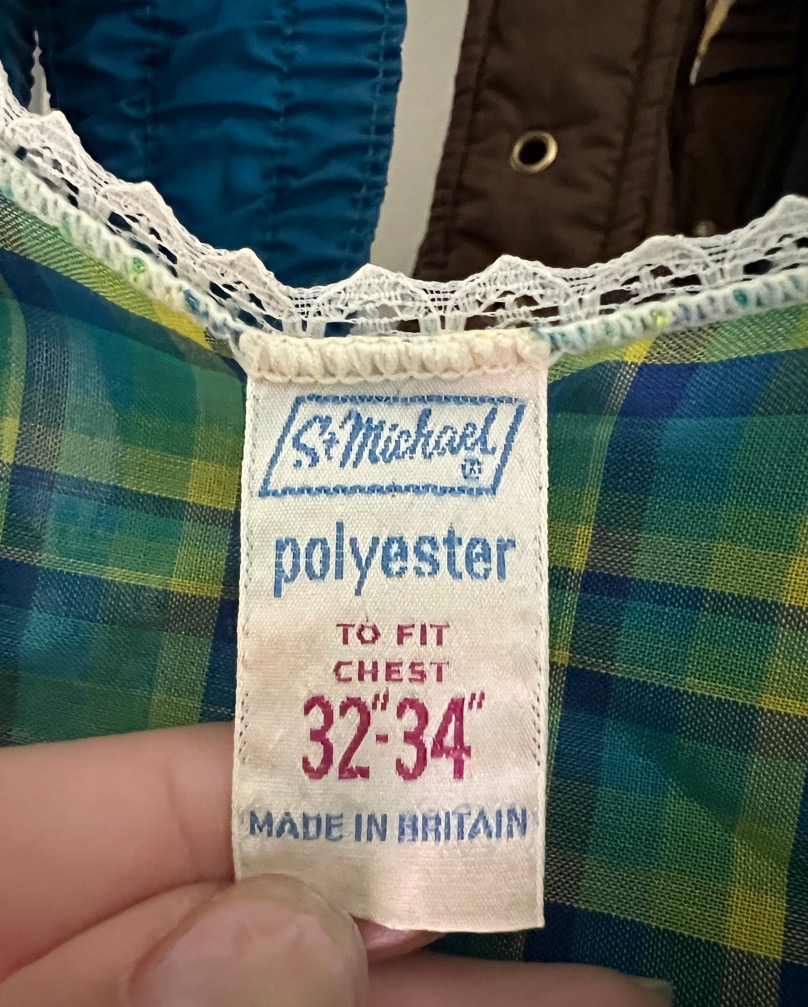 St Michael ®
polyester
TO FIT
CHEST
32"-34"
MADE IN BRITAIN